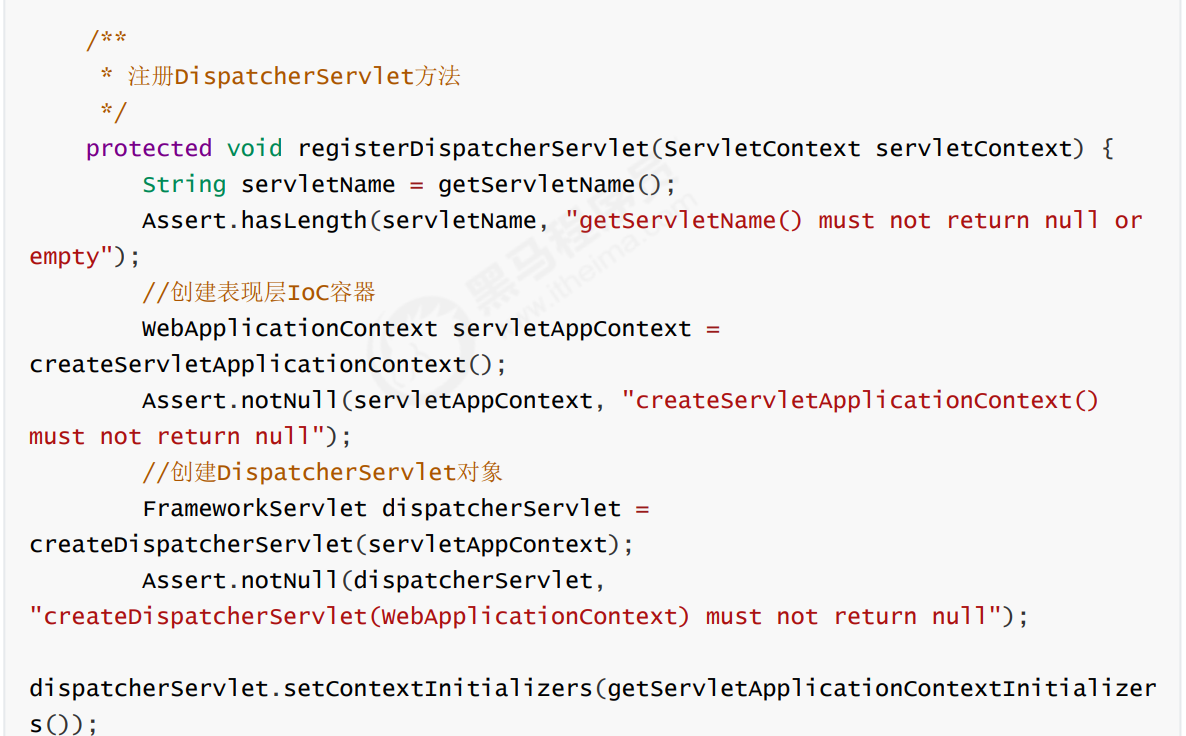 /**
* 注册DispatcherServlet方法
*/
protected void registerDispatcherServlet(ServletContext servletContext) {
String servletName = getServletName();
Assert.hasLength(servletName, "getServletName() must not return null or
empty");
//创建表现层IoC容器
WebApplicationContext servletAppContext =
createServletApplicationContext();
Assert.notNull(servletAppContext, "createServletApplicationContext()
must not return null");
//创建DispatcherServlet对象
FrameworkServlet dispatcherServlet =
createDispatcherServlet(servletAppContext);
Assert.notNull(dispatcherServlet,
"createDispatcherServlet(WebApplicationContext) must not return null");
dispatcherServlet.setContextInitializers(getServletApplicationContextInitializer
s());
黑马程序员
www.itheima.com